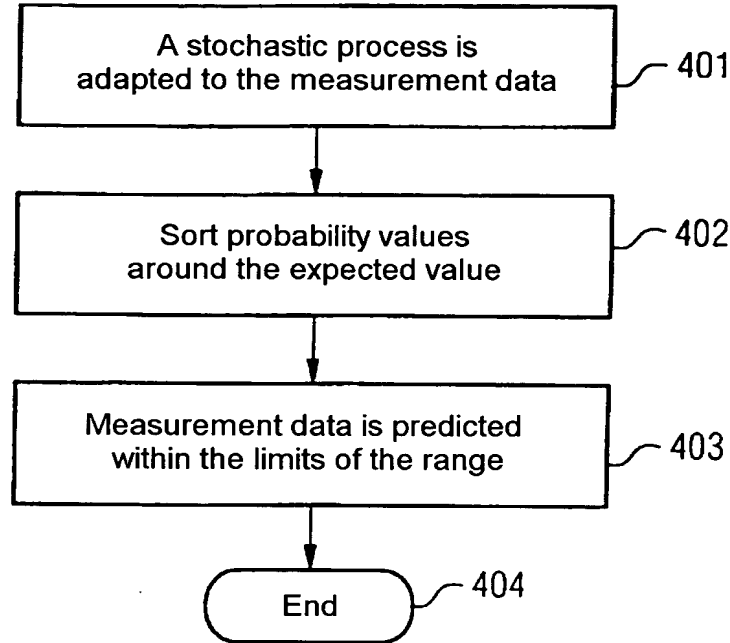 A stochastic process is
adapted to the measurement data
401
Sort probability values
around the expected value
402
Measurement data is predicted
within the limits of the range
403
End
404